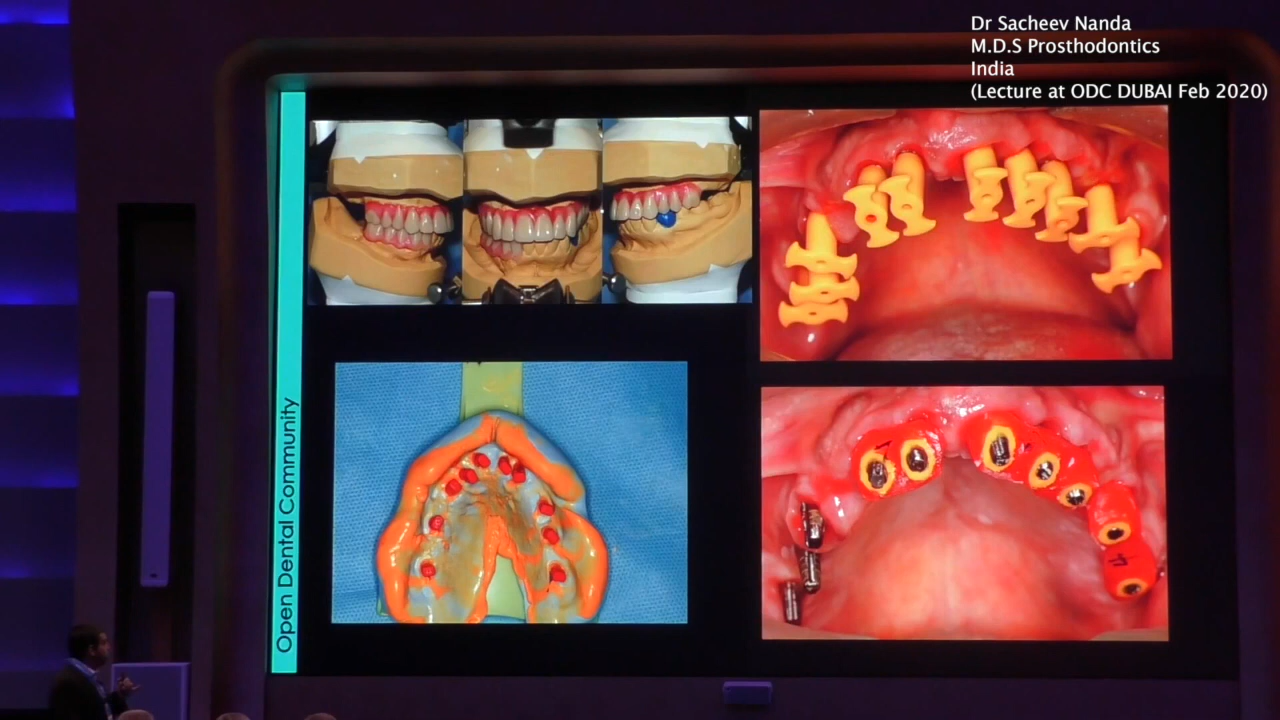 Dr Sacheev Nanda
M.D.S Prosthodontics
India
(Lecture at ODC DUBAI Feb 2020)
Open Dental Community